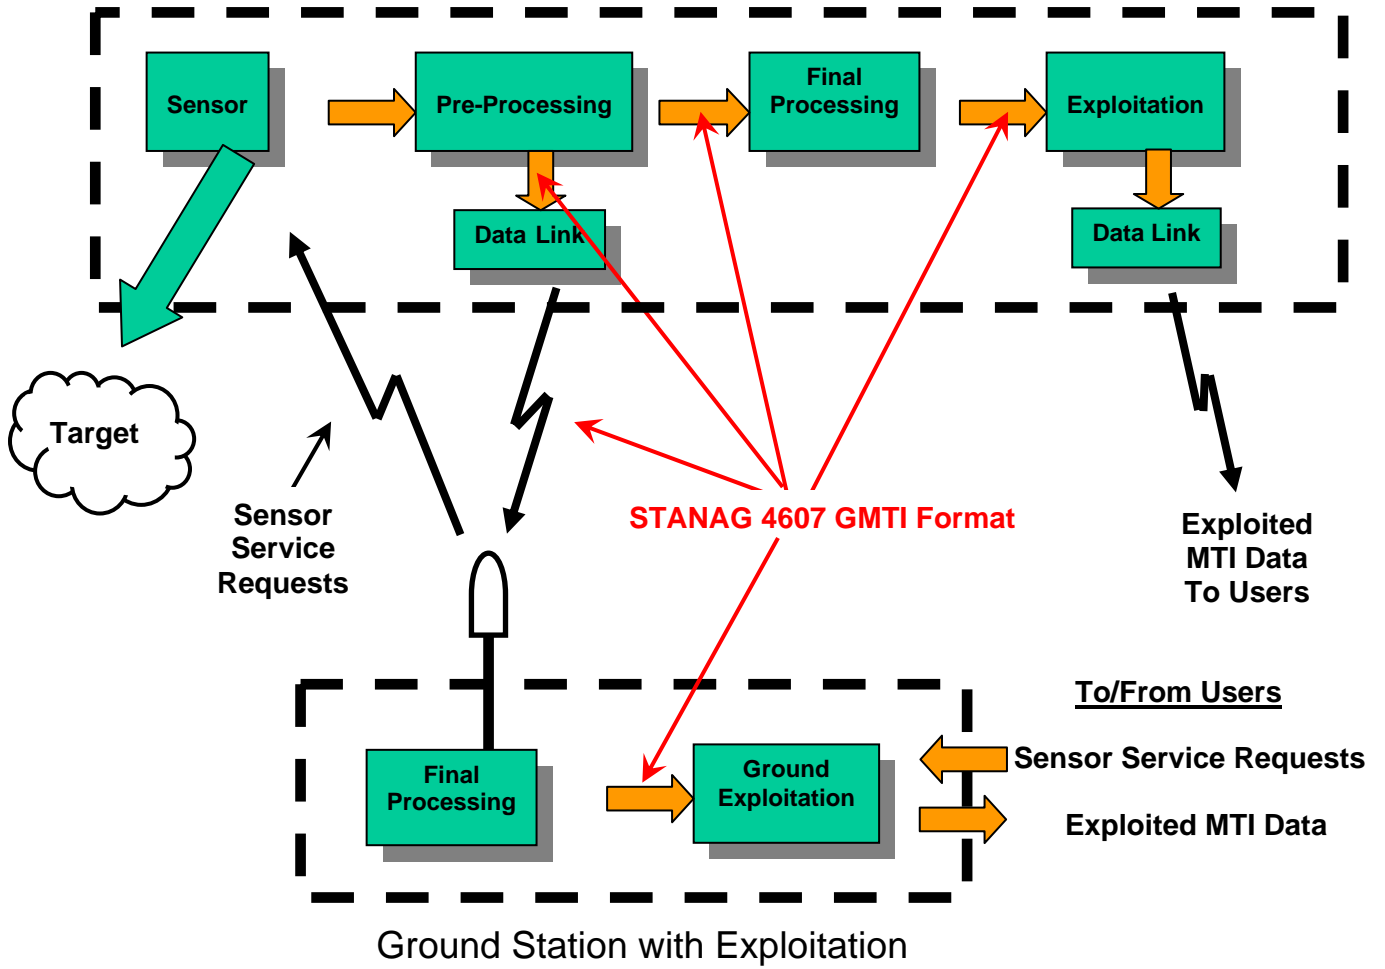 Sensor
Pre-Processing
Final
Processing
Exploitation
Data Link
Data Link
Target
Sensor
Service
Requests
STANAG 4607 GMTI Format
Exploited
MTI Data
To Users
To/From Users
Sensor Service Requests
Exploited MTI Data
Final
Processing
Ground
Exploitation
Ground Station with Exploitation